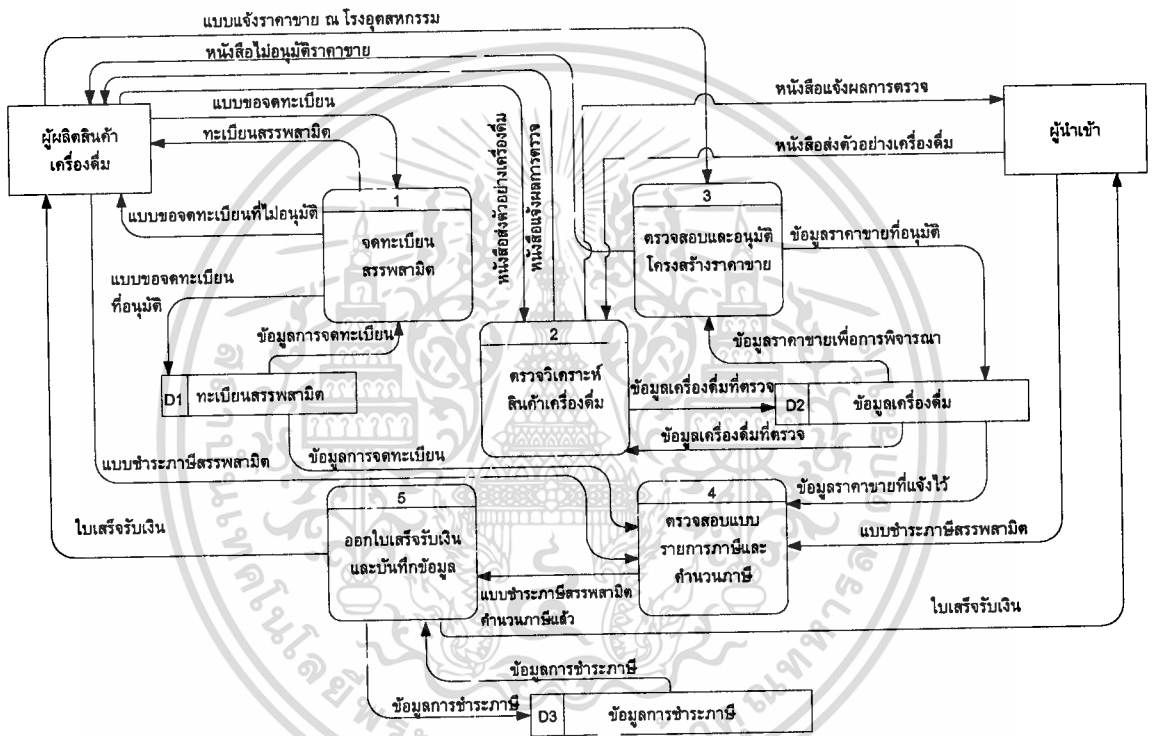 แบบแจ้งราคาขาย ณ โรงอุตสหกรรม
หนังสือไม่อนุมัติราคาขาย
แบบขอจดทะเบียน
ทะเบียนสรรพสามิต
ผู้ผลิตสินค้า
เครื่องดื่ม
หนังสือแจ้งผลการตรวจ
ผู้นำเข้า
หนังสือส่งตัวอย่างเครื่องดื่ม
หนังสือส่งตัวอย่างเครื่องดื่ม
หนังสือแจ้งผลการตรวจ
1
จดทะเบียน
สรรพสามิต
3
ตรวจสอบและอนุมัติ
โครงสร้างราคาขาย
แบบขอจดทะเบียนที่ไม่อนุมัติ
ข้อมูลราคาขายที่อนุมัติ
แบบขอจดทะเบียน
ที่อนุมัติ
ข้อมูลการจดทะเบียน
2
ตรวจวิเคราะห์
สินค้าเครื่องดื่ม
ข้อมูลราคาขายเพื่อการพิจารณา
D1 ทะเบียนสรรพสามิต
ข้อมูลเครื่องดื่มที่ตรวจ
D2 ข้อมูลเครื่องดื่ม
ข้อมูลเครื่องดื่มที่ตรวจ
แบบชำระภาษีสรรพสามิต
ข้อมูลการจดทะเบียน
ข้อมูลราคาขายที่แจ้งไว้
5
ออกใบเสร็จรับเงิน
และบันทึกข้อมูล
4
ตรวจสอบแบบ
รายการภาษีและ
คำนวนภาษี
ใบเสร็จรับเงิน
แบบชำระภาษีสรรพสามิต
แบบชำระภาษีสรรพสามิต
คำนวนภาษีแล้ว
ใบเสร็จรับเงิน
ข้อมูลการชำระภาษี
ข้อมูลการชำระภาษี
D3 ข้อมูลการชำระภาษี